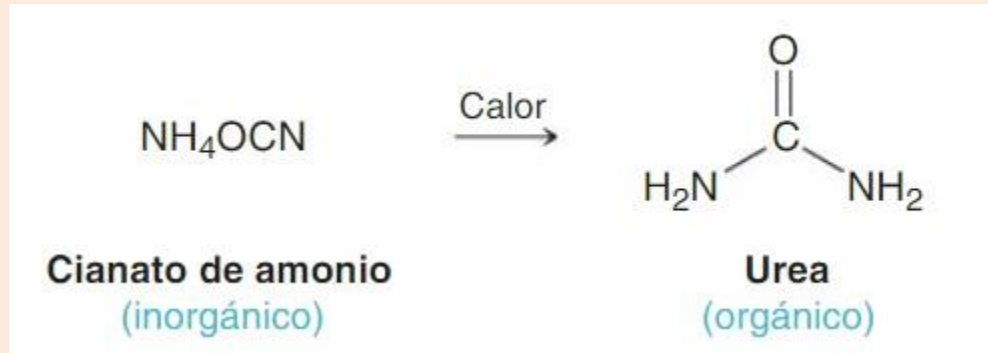 NH₄OCN
Calor
O
C
H₂N
NH₂
Cianato de amonio
(inorgánico)
Urea
(orgánico)